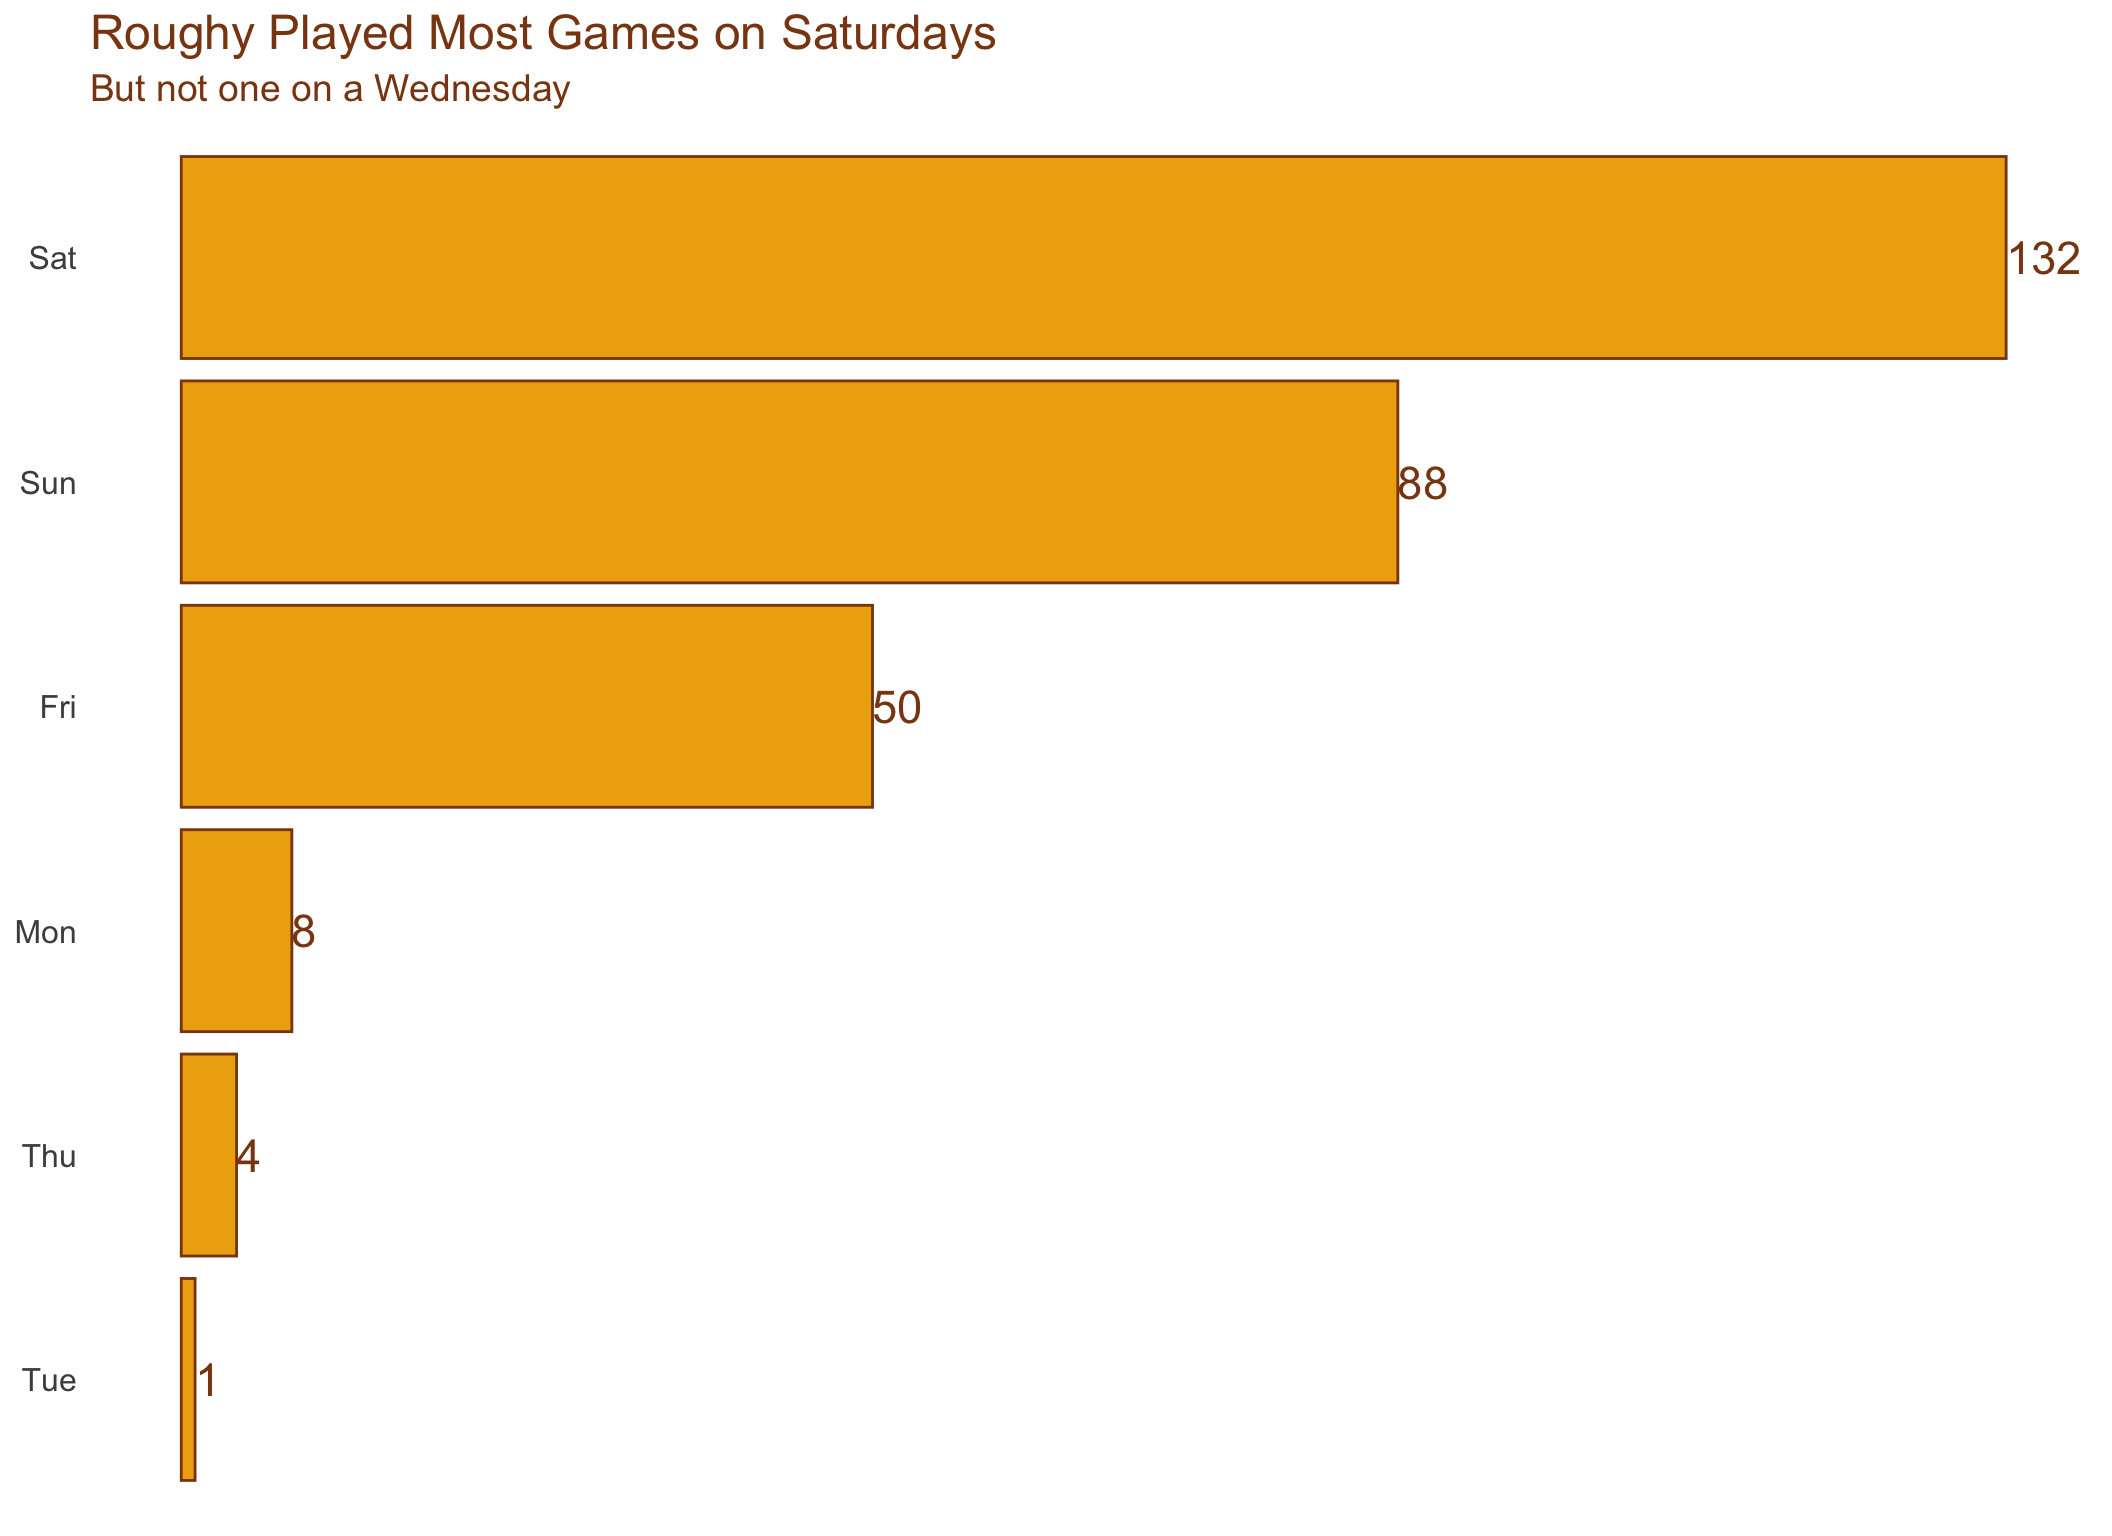 Roughy Played Most Games on Saturdays
But not one on a Wednesday
Sat 132
Sun 88
Fri 50
Mon 8
Thu 4
Tue 1